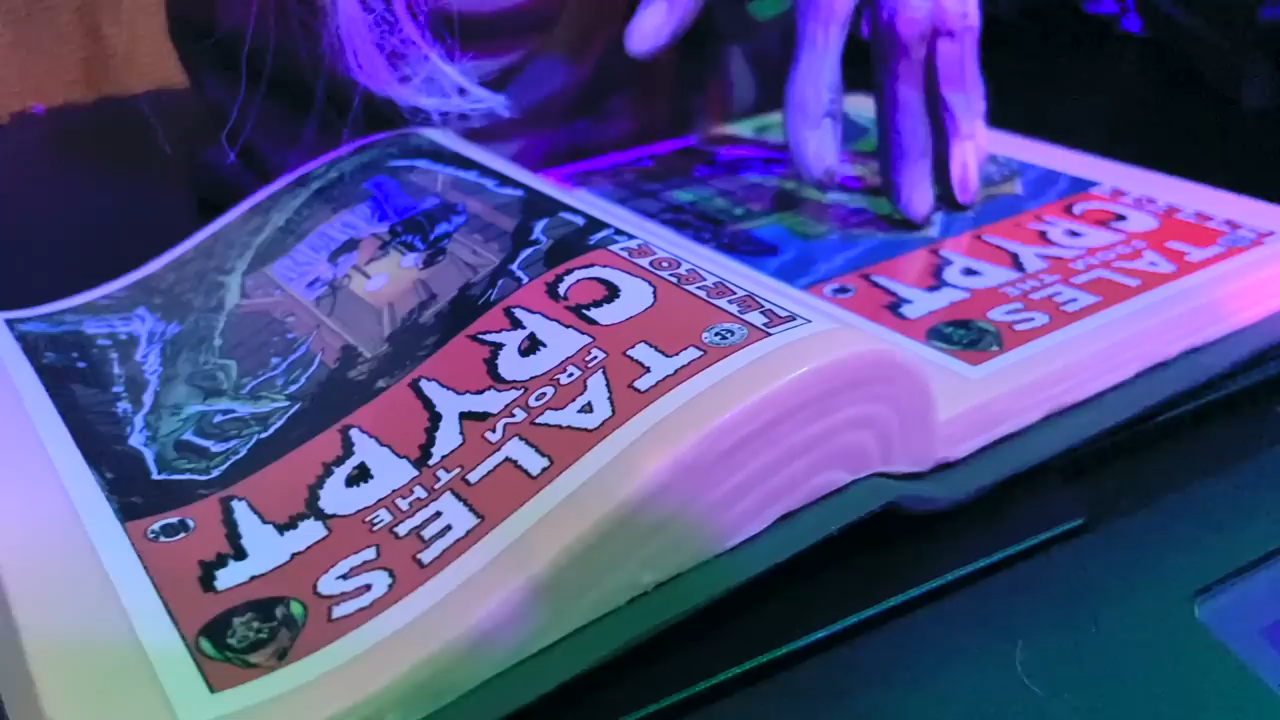 TALES
FROM THE
CRYPT
TERROR
TALES
FROM THE
CRYPT